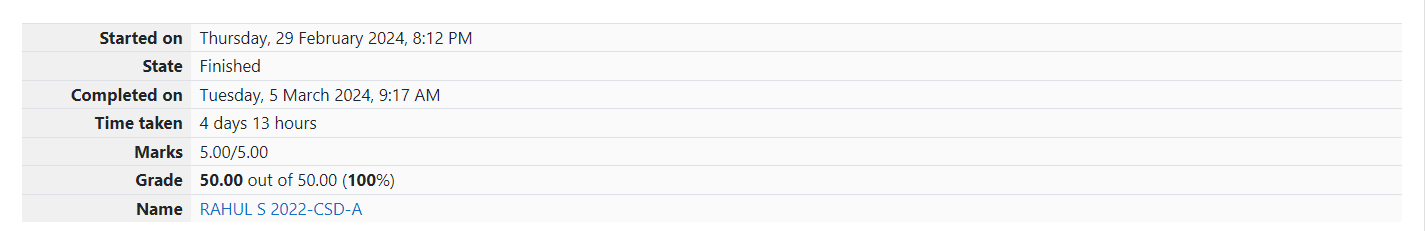 Started on Thursday, 29 February 2024, 8:12 PM
State Finished
Completed on Tuesday, 5 March 2024, 9:17 AM
Time taken 4 days 13 hours
Marks 5.00/5.00
Grade 50.00 out of 50.00 (100%)
Name RAHUL S 2022-CSD-A